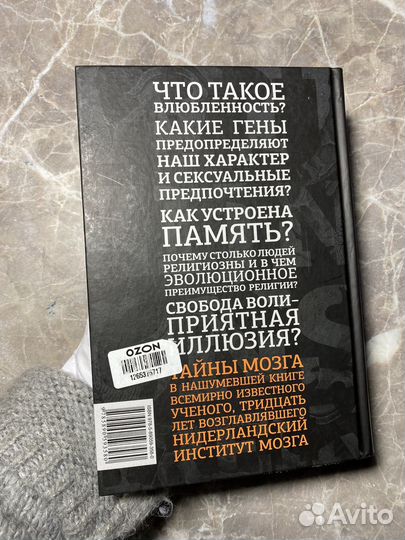 ЧТО ТАКОЕ
ВЛЮБЛЕННОСТЬ?
КАКИЕ ГЕНЫ
ПРЕДОПРЕДЕЛЯЮТ
НАШ ХАРАКТЕР
И СЕКСУАЛЬНЫЕ
ПРЕДПОЧТЕНИЯ?
КАК УСТРОЕНА
ПАМЯТЬ?
ПОЧЕМУ СТОЛЬКО ЛЮДЕЙ
РЕЛИГИОЗНЫ И В ЧЕМ
ЭВОЛЮЦИОННОЕ
ПРЕИМУЩЕСТВО РЕЛИГИИ?
СВОБОДА ВОЛИ–
ПРИЯТНАЯ
ИЛЛЮЗИЯ?
ТАЙНЫ МОЗГА
В НАШУМЕВШЕЙ КНИГЕ
ВСЕМИРНО ИЗВЕСТНОГО
УЧЕНОГО, ТРИДЦАТЬ
ЛЕТ ВОЗГЛАВЛЯВШЕГО
НИДЕРЛАНДСКИЙ
ИНСТИТУТ МОЗГА
OZON
Avito